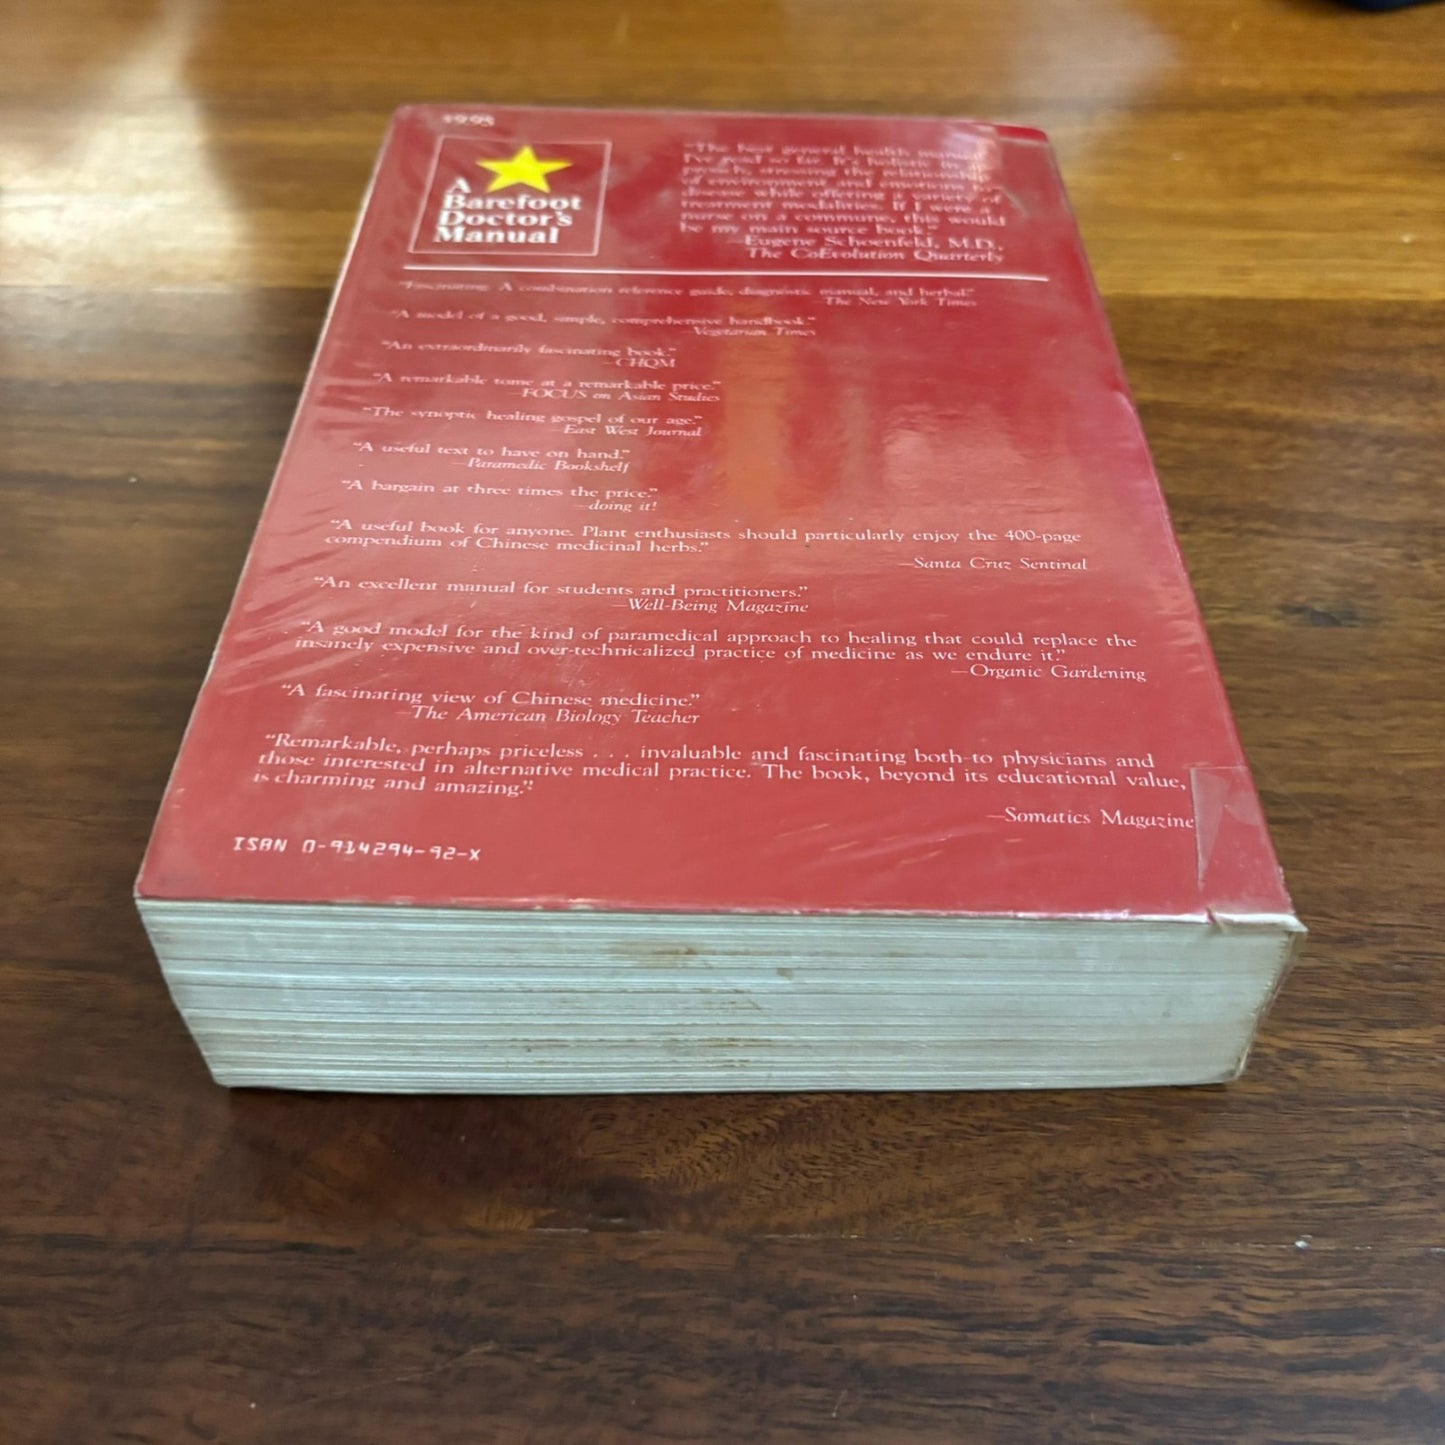 $9.95
A
Barefoot
Doctor's
Manual
"The best general health manual
I've read so far. It's holistic in
stressing the relationship
of environment and emotions
disease while offering a variety of
treatment modalities. If I were a
nurse on a commune, this would
be my main source book."
—Eugene Schoenfeld, M.D.,
The CoEvolution Quarterly
"Fascinating. A combination reference guide, diagnostic manual, and herbal."
—The New York Times
"A model of a good, simple, comprehensive handbook."
—Vegetarian Times
"An extraordinarily fascinating book."
—CHQM
"A remarkable tome at a remarkable price."
—FOCUS on Asian Studies
"The synoptic healing gospel of our age."
—East West Journal
"A useful text to have on hand."
—Paramedic Bookshelf
"A bargain at three times the price."
—doing it!
"A useful book for anyone. Plant enthusiasts should particularly enjoy the 400-page
compendium of Chinese medicinal herbs."
—Santa Cruz Sentinal
"An excellent manual for students and practitioners."
—Well-Being Magazine
"A good model for the kind of paramedical approach to healing that could replace the
insanely expensive and over-technicalized practice of medicine as we endure it."
—Organic Gardening
"A fascinating view of Chinese medicine."
—The American Biology Teacher
"Remarkable, perhaps priceless . . . invaluable and fascinating both to physicians and
those interested in alternative medical practice. The book, beyond its educational value,
is charming and amazing."
—Somatics Magazine
ISBN 0-914294-92-X